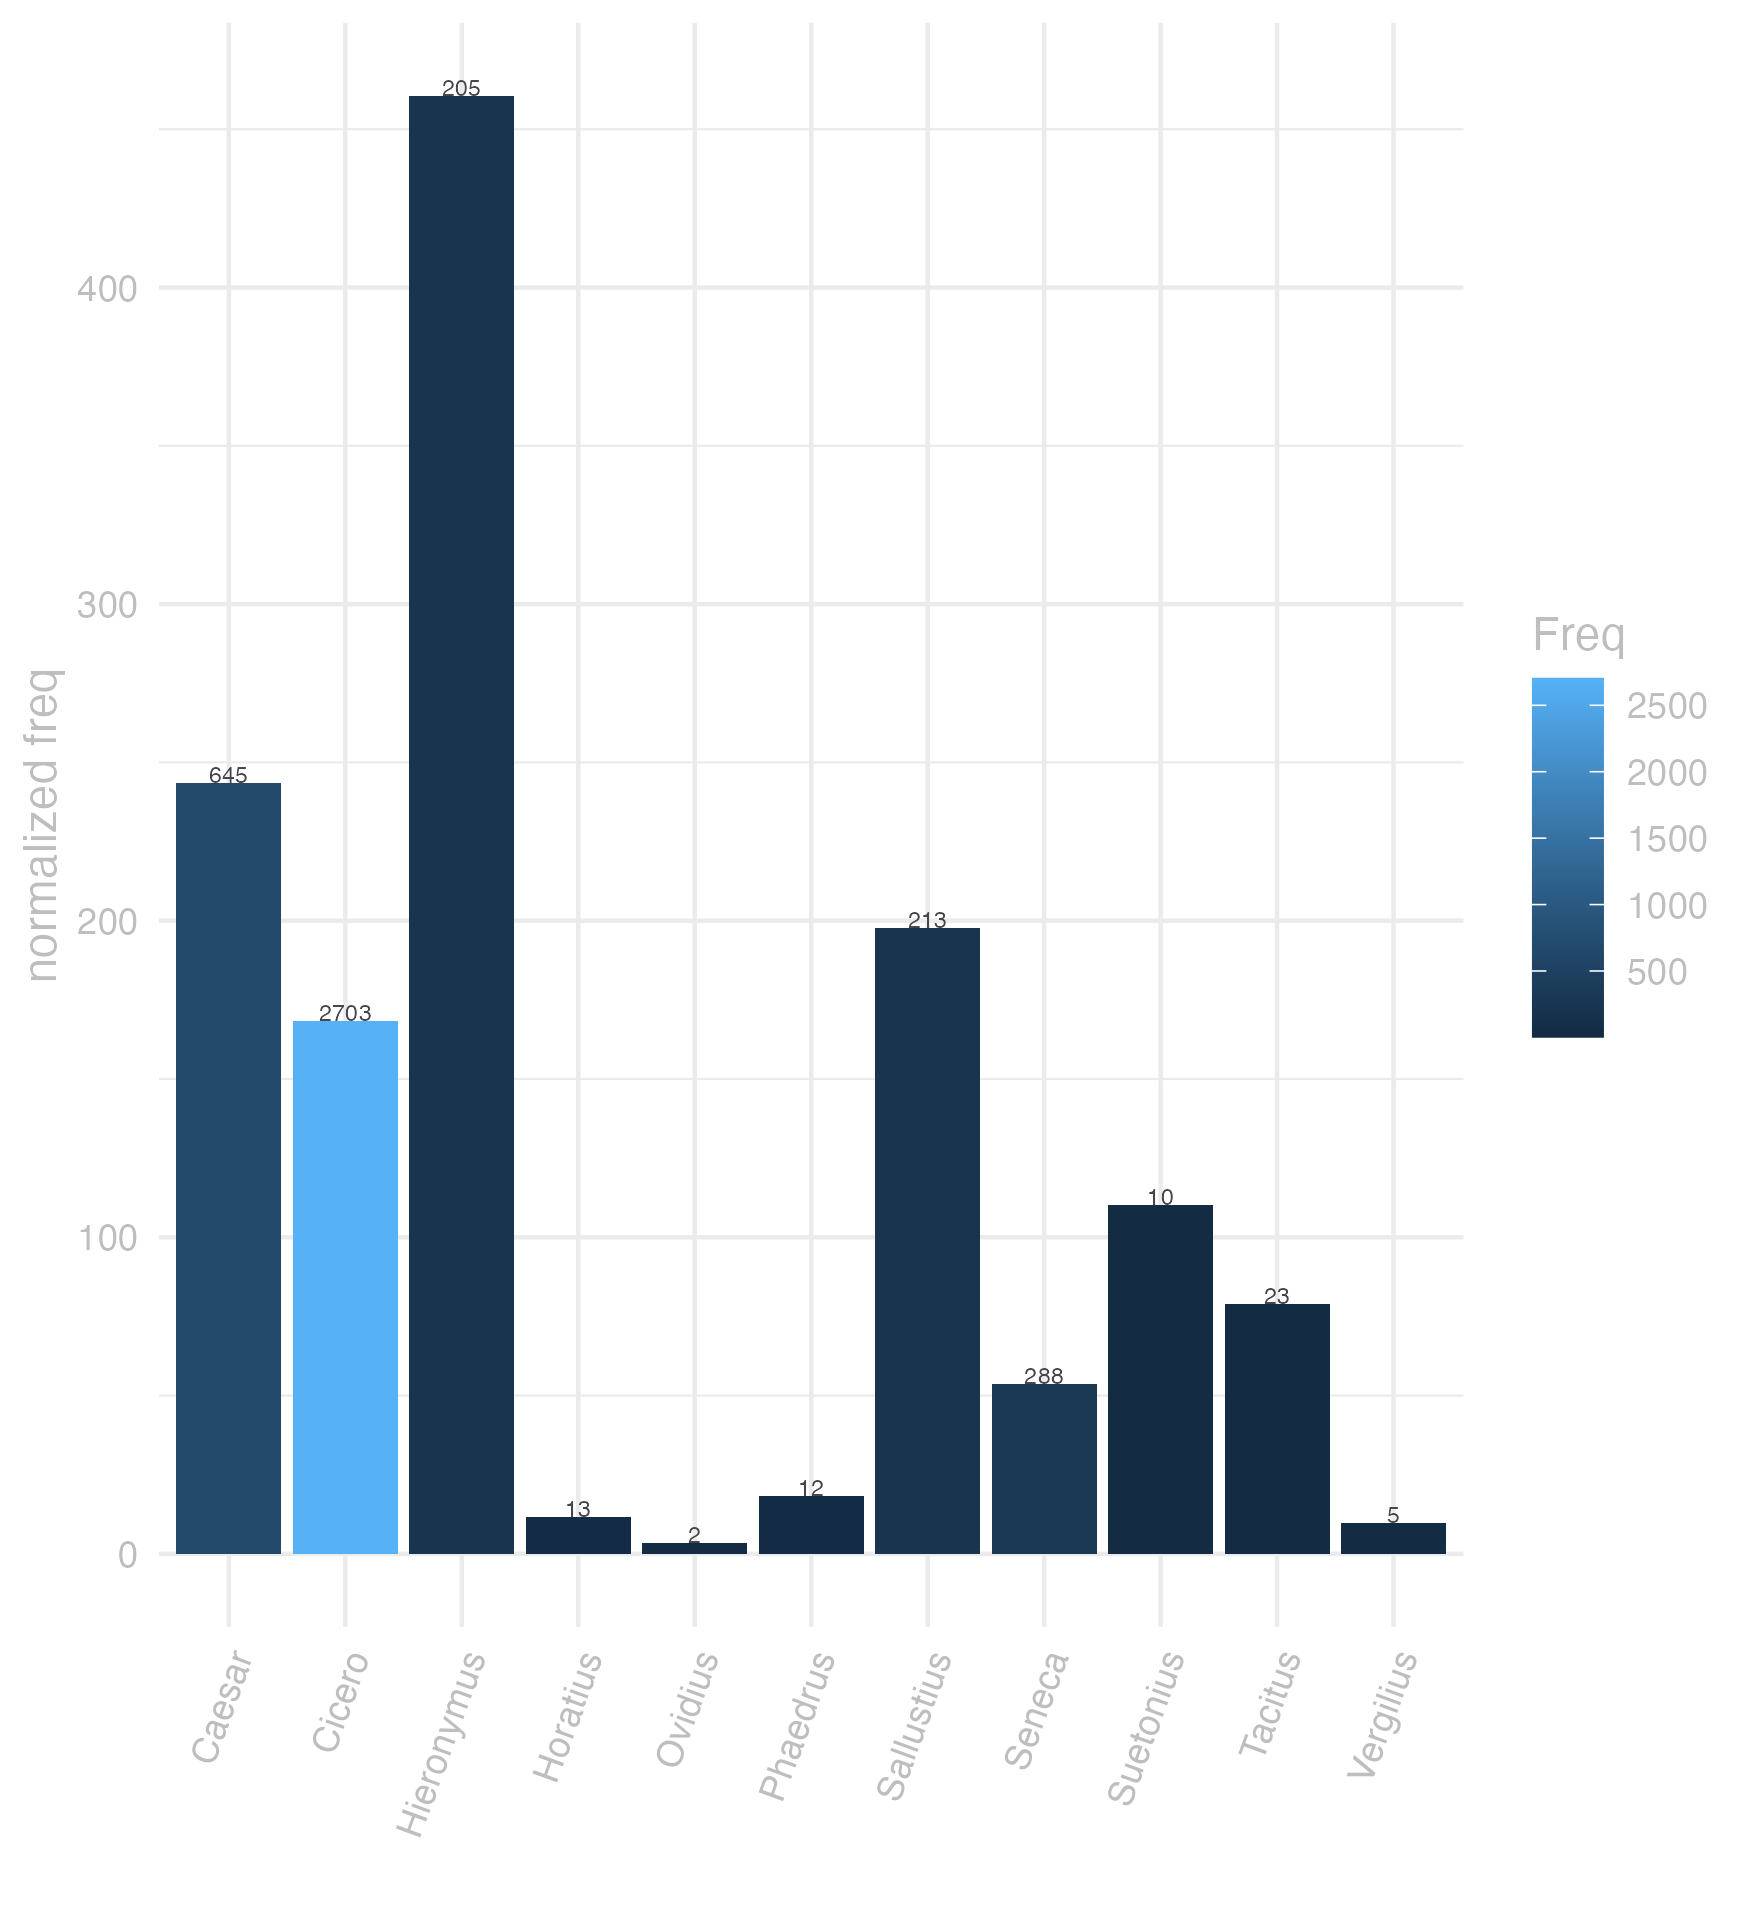 normalized freq
400
300
200
100
0
205
645
213
2703
10
23
288
12
13
2
5
Caesar
Cicero
Hieronymus
Horatius
Ovidius
Phaedrus
Sallustius
Seneca
Suetonius
Tacitus
Vergilius
Freq
2500
2000
1500
1000
500